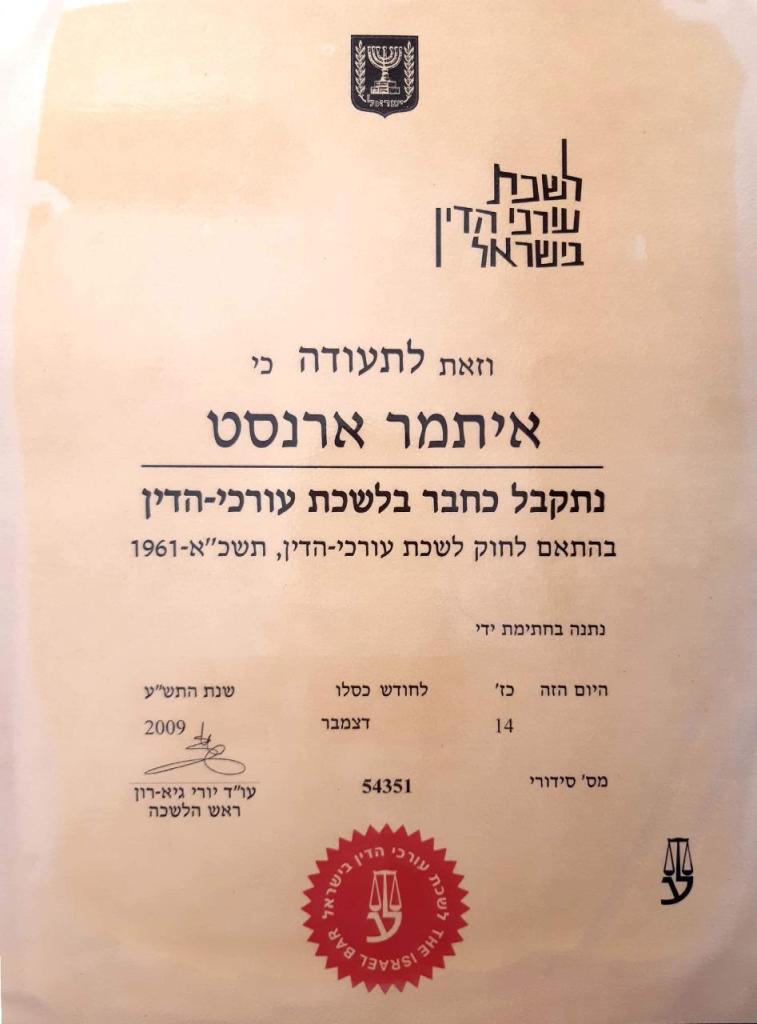 ישראל
לשכת
עורכי הדין
בישראל
וזאת לתעודה כי
איתמר ארנסט
נתקבל כחבר בלשכת עורכי-הדין
בהתאם לחוק לשכת עורכי-הדין, תשכ"א-1961
נתנה בחתימת ידי
היום הזה כז' לחודש כסלו שנת התש"ע
14 דצמבר 2009
מס' סידורי 54351
עו"ד יורי גיא-רון
ראש הלשכה
לשכת עורכי הדין בישראל
THE ISRAEL BAR